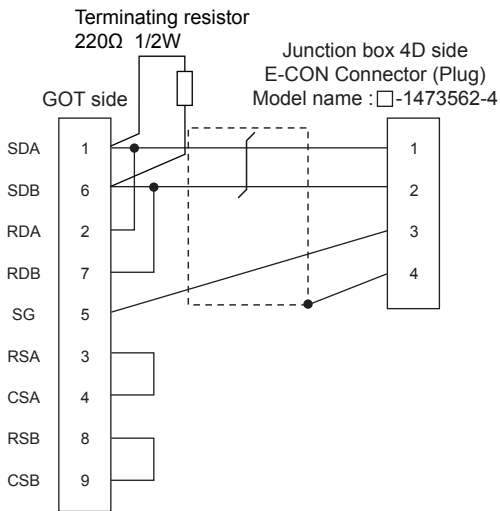 Terminating resistor
220Ω 1/2W
Junction box 4D side
E-CON Connector (Plug)
Model name : □-1473562-4
GOT side
SDA 1 1
SDB 6 2
RDA 2 3
RDB 7 4
SG 5
RSA 3
CSA 4
RSB 8
CSB 9